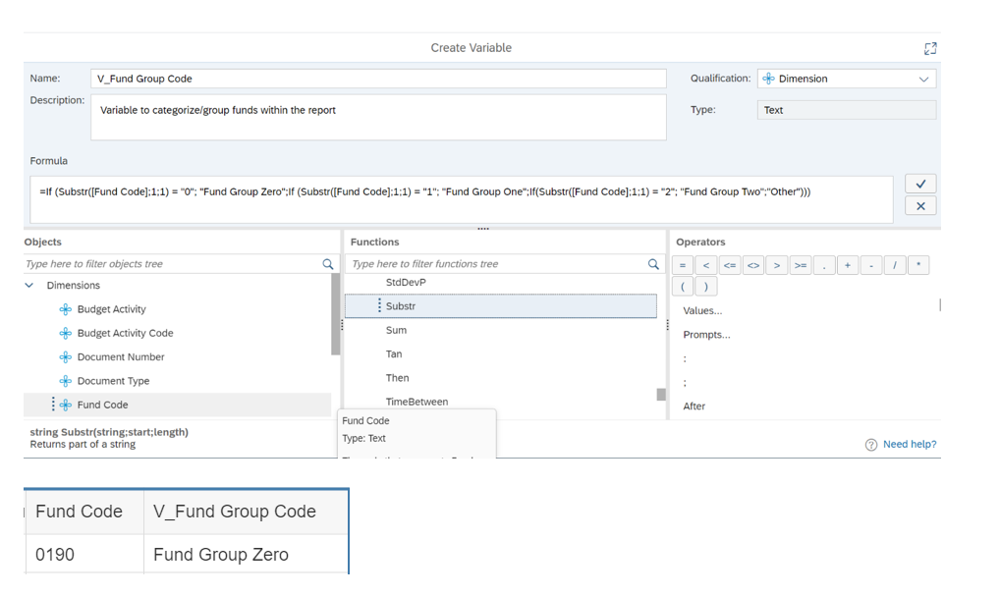 Create Variable
Name: V_Fund Group Code Qualification: Dimension
Description: Variable to categorize/group funds within the report Type: Text
Formula
=If (Substr([Fund Code];1;1) = "0"; "Fund Group Zero";If (Substr([Fund Code];1;1) = "1"; "Fund Group One";If(Substr([Fund Code];1;1) = "2"; "Fund Group Two";"Other")))
Objects Functions Operators
Type here to filter objects tree Type here to filter functions tree = < <= <> > >= . + - / *
Dimensions StdDevP ( )
Budget Activity Substr Values...
Budget Activity Code Sum Prompts...
Document Number Tan :
Document Type Then ;
Fund Code TimeBetween After
Fund Code
string Substr(string;start;length) Type: Text
Returns part of a string Need help?
Fund Code V_Fund Group Code
0190 Fund Group Zero